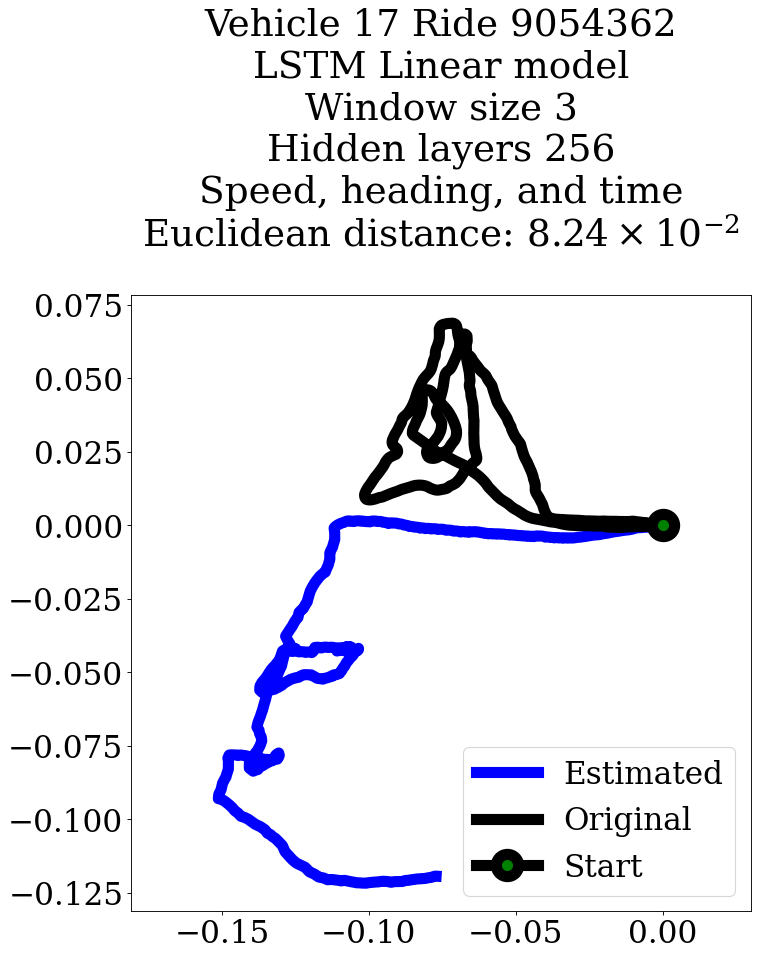 Vehicle 17 Ride 9054362
LSTM Linear model
Window size 3
Hidden layers 256
Speed, heading, and time
Euclidean distance: 8.24 × 10⁻²
0.075
0.050
0.025
0.000
−0.025
−0.050
−0.075
−0.100
−0.125
Estimated
Original
Start
−0.15 −0.10 −0.05 0.00